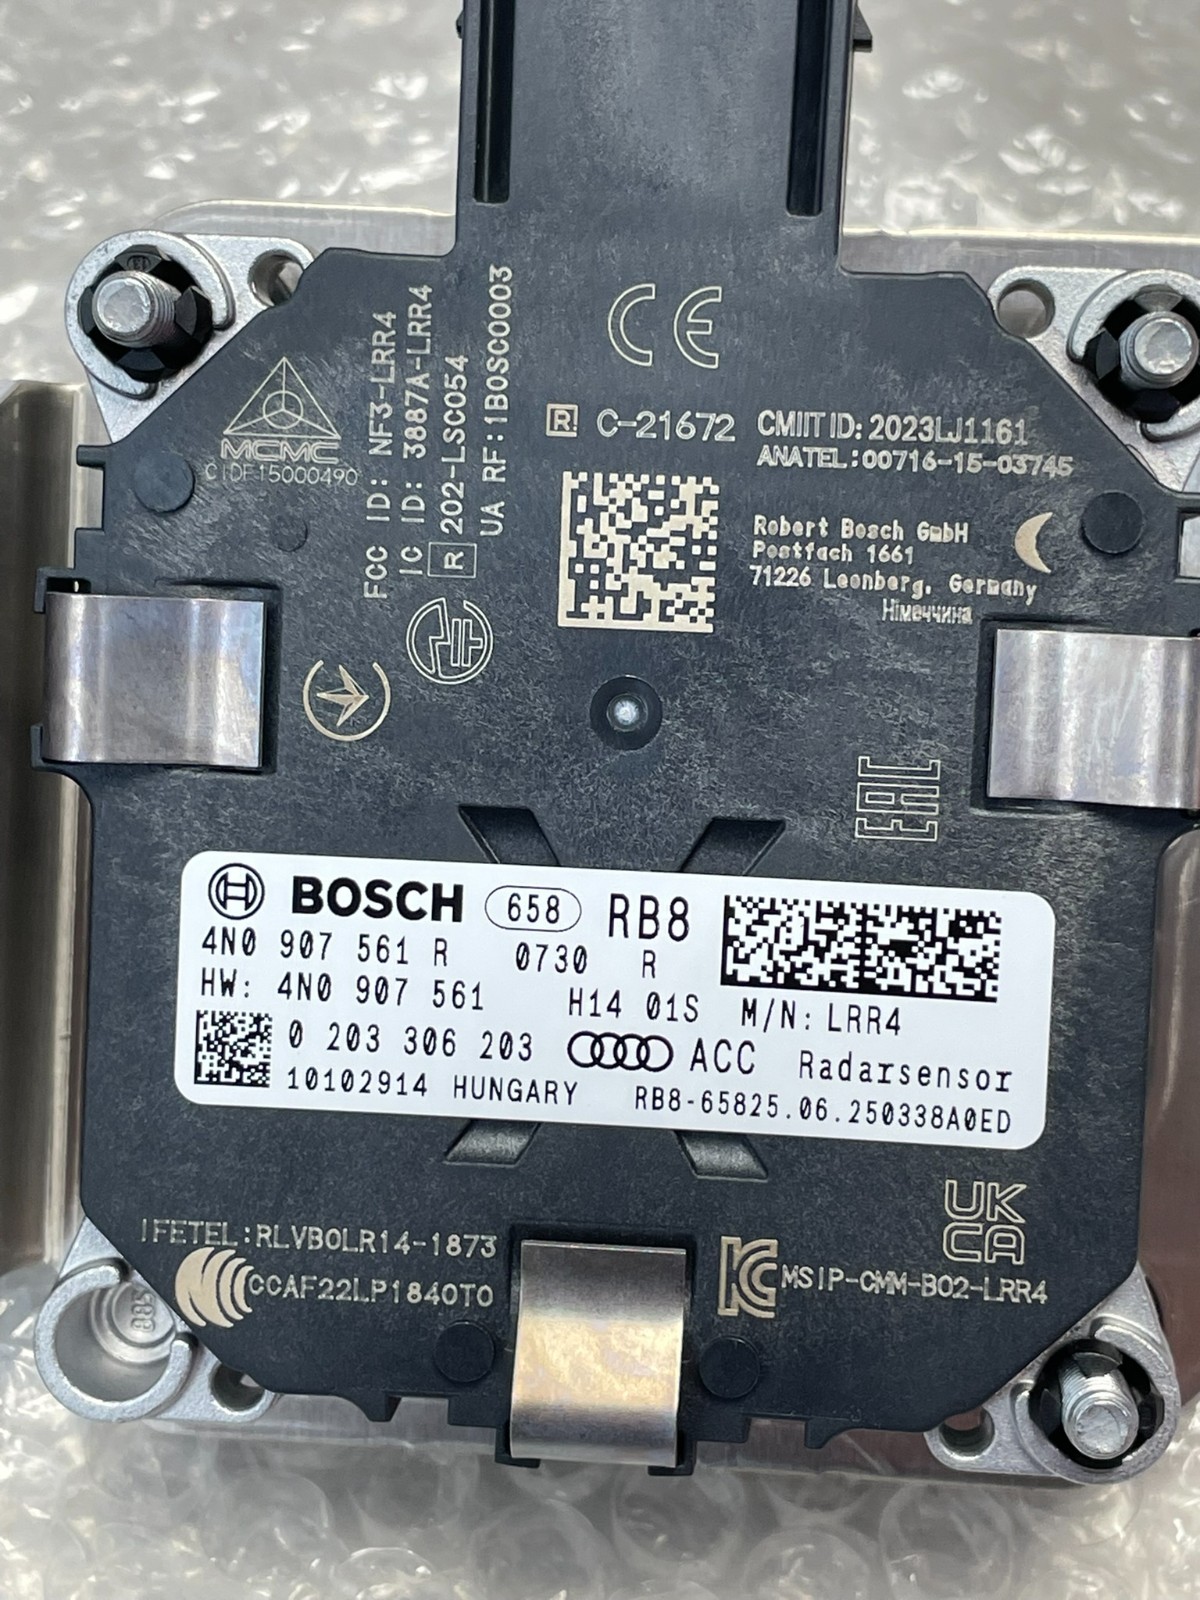 CE
MCMC
CIDF15000490
FCC ID: NF3-LRR4
IC ID: 3887A-LRR4
R 202-LSC054
UA RF:1BOSC0003
R! C-21672
CMIIT ID: 2023LJ1161
ANATEL:00716-15-03745
Robert Bosch GmbH
Postfach 1661
71226 Leonberg, Germany
Німеччина
EAC
BOSCH 658 RB8
4N0 907 561 R 0730 R
HW: 4N0 907 561 H14 01S M/N: LRR4
0 203 306 203 ACC Radarsensor
10102914 HUNGARY RB8-65825.06.250338A0ED
UK
CA
IFETEL:RLVBOLR14-1873
CCAF22LP1840T0
MSIP-CMM-B02-LRR4